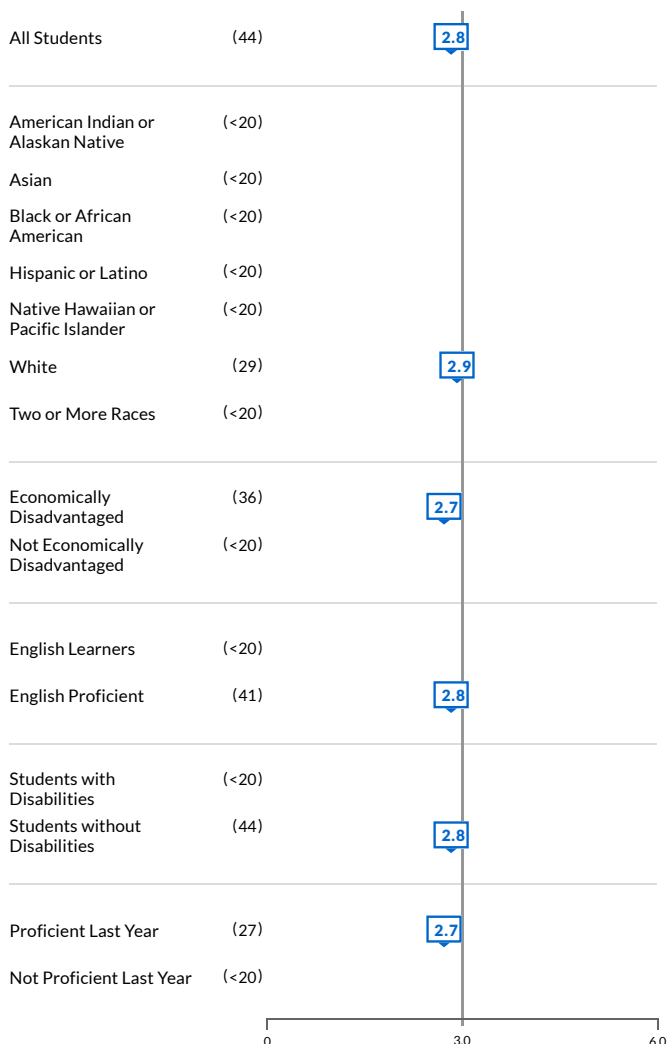 All Students (44) 2.8
American Indian or (<20)
Alaskan Native
Asian (<20)
Black or African (<20)
American
Hispanic or Latino (<20)
Native Hawaiian or (<20)
Pacific Islander
White (29) 2.9
Two or More Races (<20)
Economically (36) 2.7
Disadvantaged
Not Economically (<20)
Disadvantaged
English Learners (<20)
English Proficient (41) 2.8
Students with (<20)
Disabilities
Students without (44) 2.8
Disabilities
Proficient Last Year (27) 2.7
Not Proficient Last Year (<20)
0 3.0 6.0